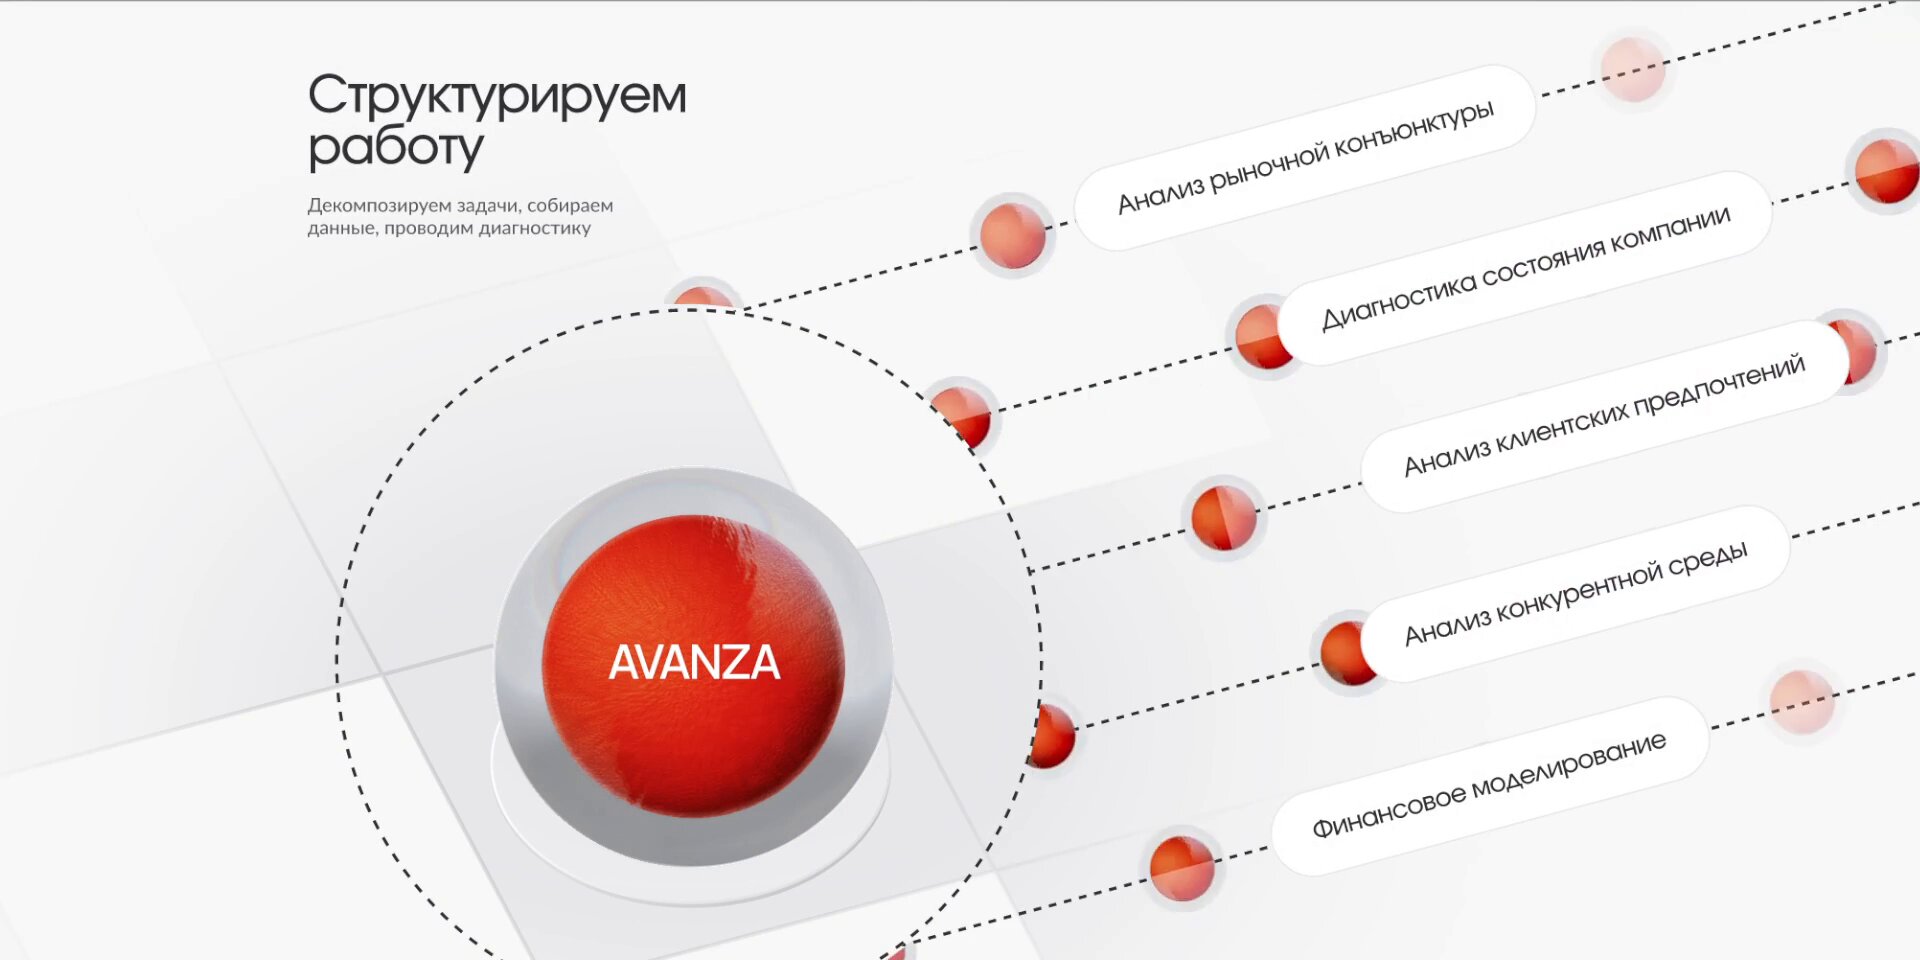 Структурируем
работу
Декомпозируем задачи, собираем
данные, проводим диагностику
Анализ рыночной конъюнктуры
Диагностика состояния компании
Анализ клиентских предпочтений
Анализ конкурентной среды
Финансовое моделирование
AVANZA